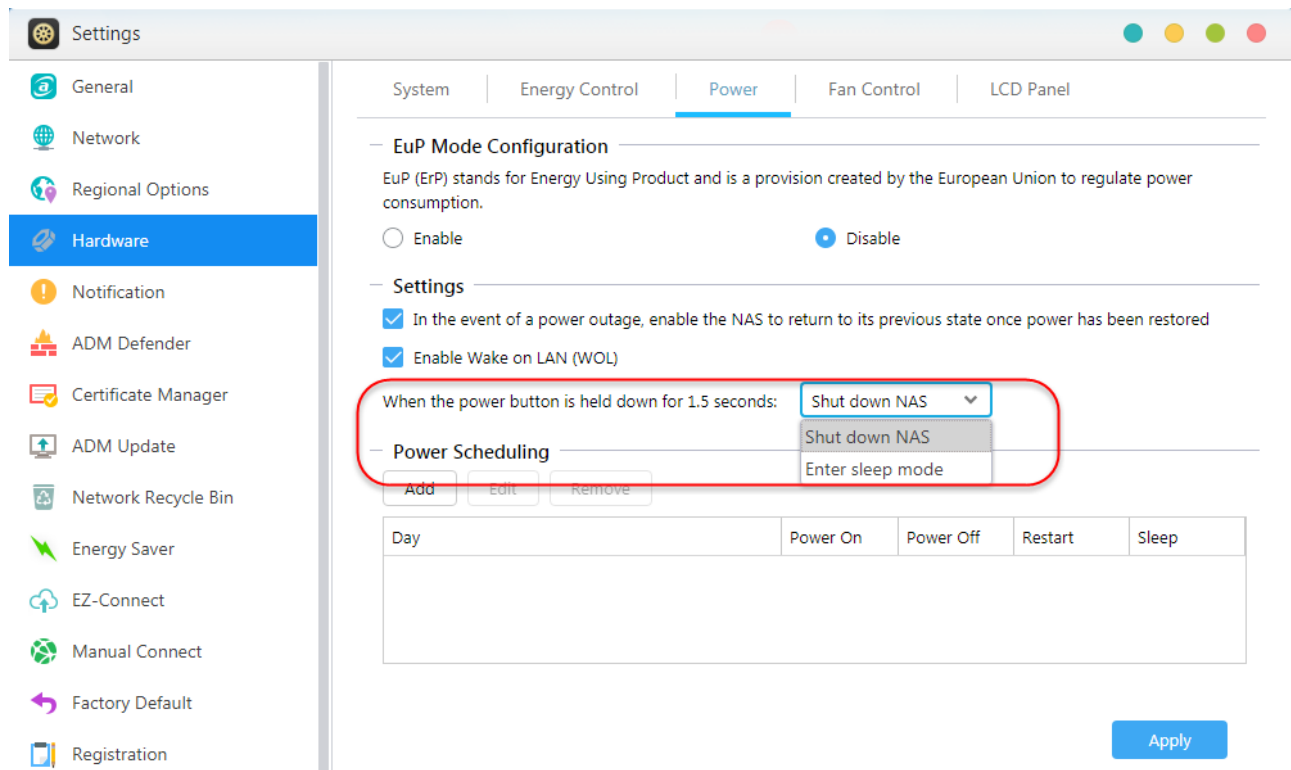 Settings
General
Network
Regional Options
Hardware
Notification
ADM Defender
Certificate Manager
ADM Update
Network Recycle Bin
Energy Saver
EZ-Connect
Manual Connect
Factory Default
Registration
System Energy Control Power Fan Control LCD Panel
EuP Mode Configuration
EuP (ErP) stands for Energy Using Product and is a provision created by the European Union to regulate power
consumption.
Enable Disable
Settings
In the event of a power outage, enable the NAS to return to its previous state once power has been restored
Enable Wake on LAN (WOL)
When the power button is held down for 1.5 seconds: Shut down NAS
Shut down NAS
Enter sleep mode
Power Scheduling
Add Edit Remove
Day Power On Power Off Restart Sleep
Apply